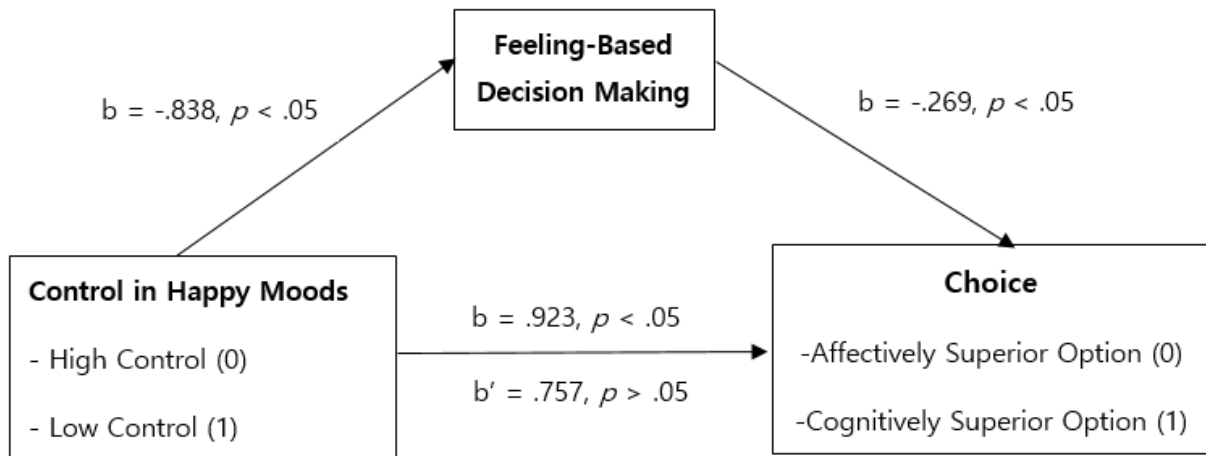 Feeling-Based
Decision Making
b = -.838, p < .05
b = -.269, p < .05
Control in Happy Moods
- High Control (0)
- Low Control (1)
b = .923, p < .05
b′ = .757, p > .05
Choice
-Affectively Superior Option (0)
-Cognitively Superior Option (1)